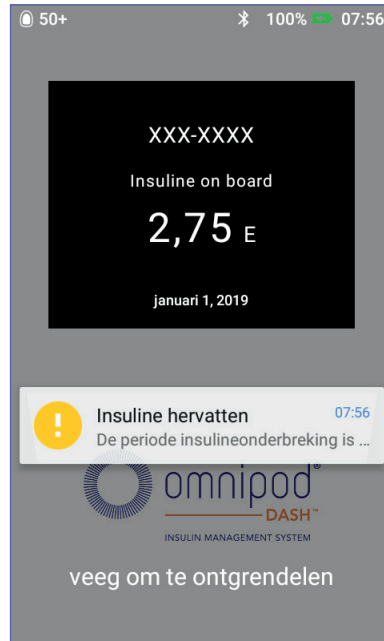 50+ 100% 07:56
XXX-XXXX
Insuline on board
2,75 E
januari 1, 2019
Insuline hervatten 07:56
De periode insulineonderbreking is ...
omnipod®
DASH™
INSULIN MANAGEMENT SYSTEM
veeg om te ontgrendelen